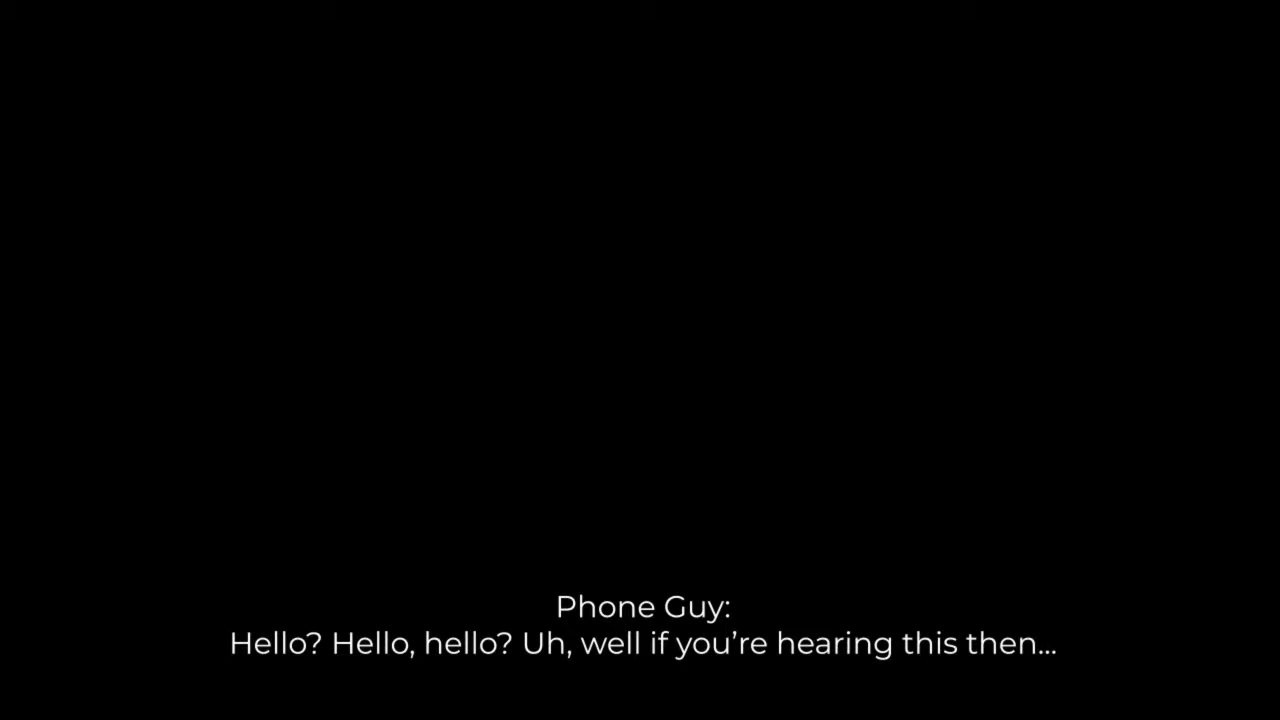 Phone Guy:
Hello? Hello, hello? Uh, well if you’re hearing this then...